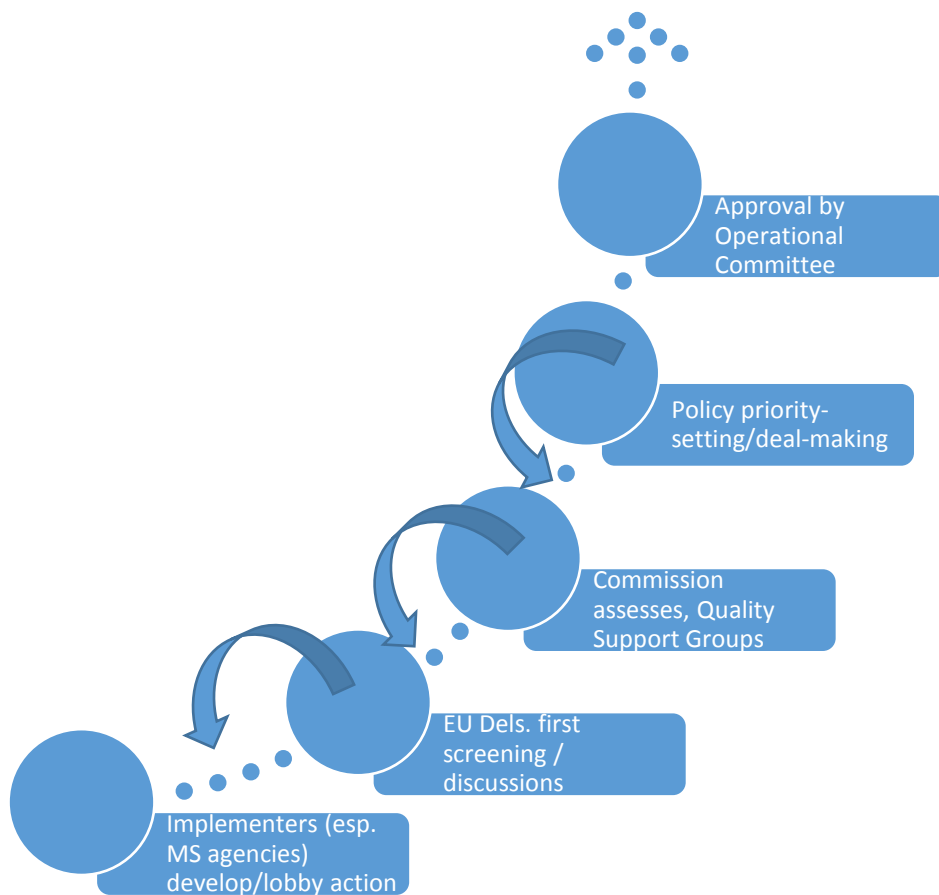 Approval by
Operational
Committee
Policy priority-
setting/deal-making
Commission
assesses, Quality
Support Groups
EU Dels. first
screening /
discussions
Implementers (esp.
MS agencies)
develop/lobby action